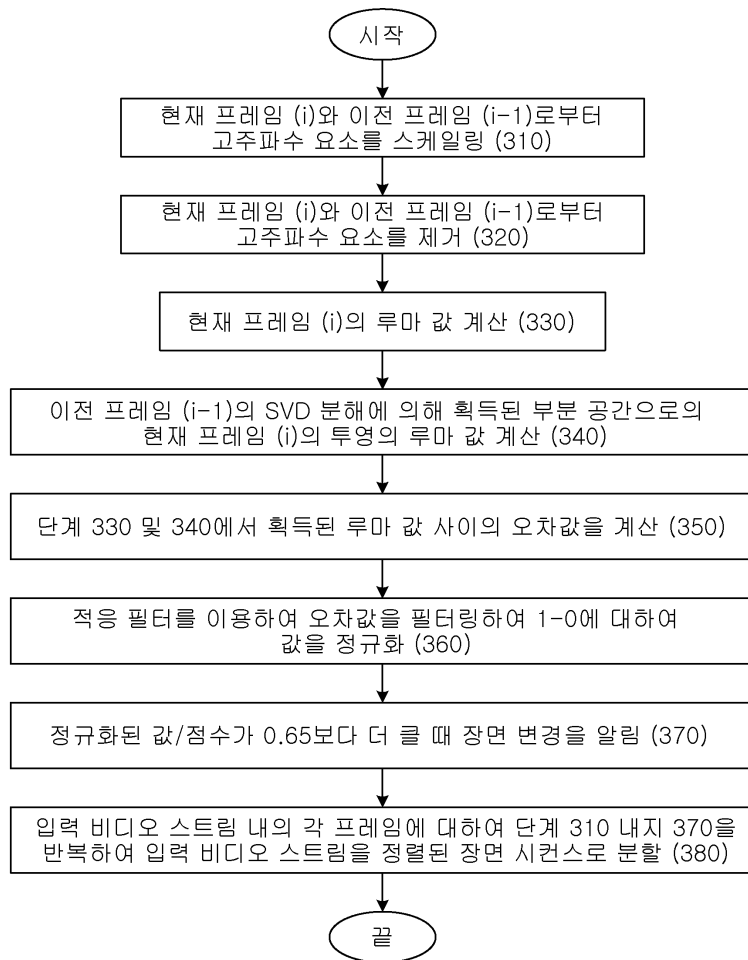 시작
현재 프레임 (i)와 이전 프레임 (i-1)로부터
고주파수 요소를 스케일링 (310)
현재 프레임 (i)와 이전 프레임 (i-1)로부터
고주파수 요소를 제거 (320)
현재 프레임 (i)의 루마 값 계산 (330)
이전 프레임 (i-1)의 SVD 분해에 의해 획득된 부분 공간으로의
현재 프레임 (i)의 투영의 루마 값 계산 (340)
단계 330 및 340에서 획득된 루마 값 사이의 오차값을 계산 (350)
적응 필터를 이용하여 오차값을 필터링하여 1-0에 대하여
값을 정규화 (360)
정규화된 값/점수가 0.65보다 더 클 때 장면 변경을 알림 (370)
입력 비디오 스트림 내의 각 프레임에 대하여 단계 310 내지 370을
반복하여 입력 비디오 스트림을 정렬된 장면 시컨스로 분할 (380)
끝